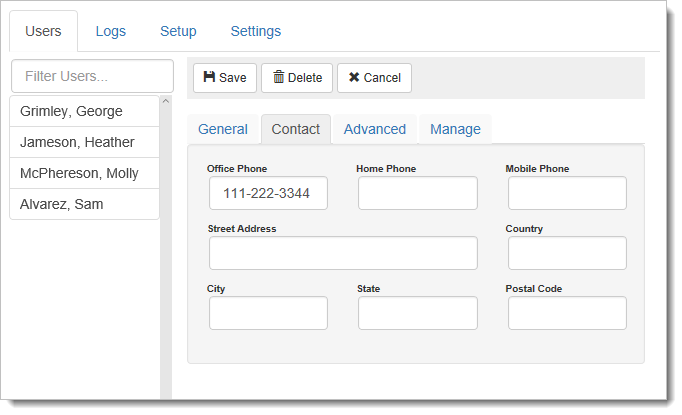 Users Logs Setup Settings
Filter Users...
Save Delete Cancel
Grimley, George
Jameson, Heather
McPhereson, Molly
Alvarez, Sam
General Contact Advanced Manage
Office Phone Home Phone Mobile Phone
111-222-3344
Street Address Country
City State Postal Code